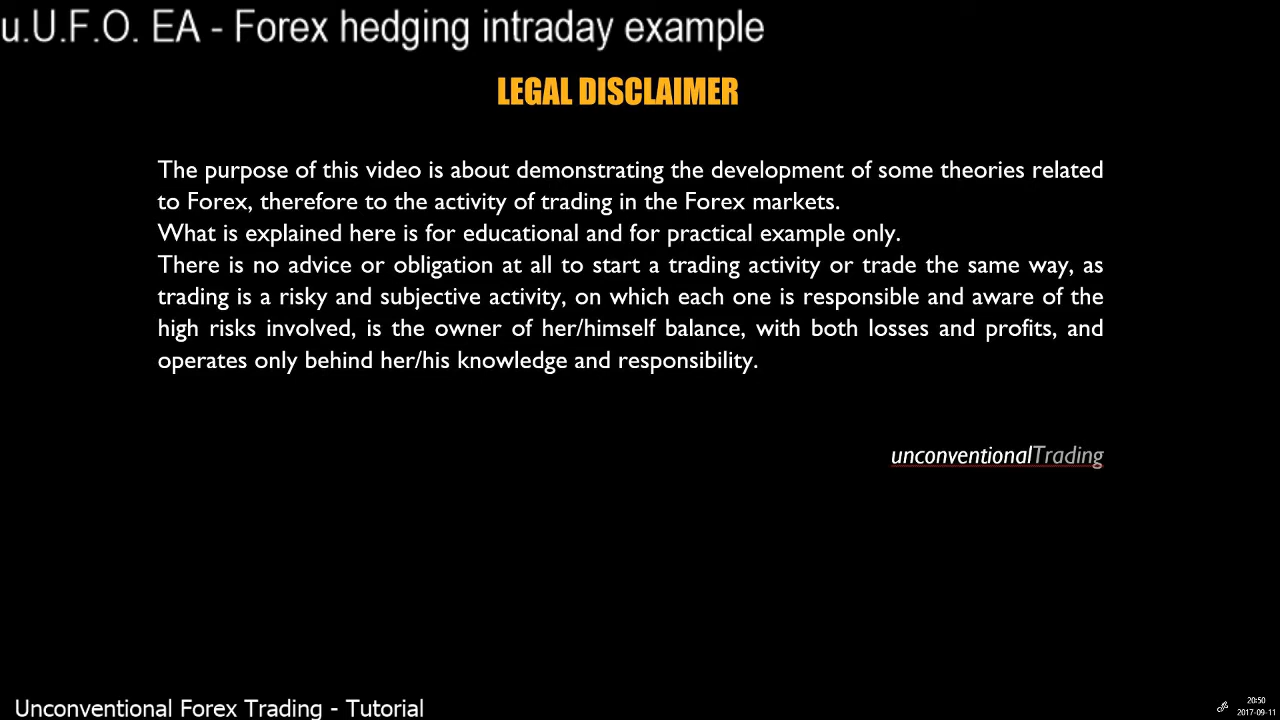 u.U.F.O. EA - Forex hedging intraday example
LEGAL DISCLAIMER
The purpose of this video is about demonstrating the development of some theories related
to Forex, therefore to the activity of trading in the Forex markets.
What is explained here is for educational and for practical example only.
There is no advice or obligation at all to start a trading activity or trade the same way, as
trading is a risky and subjective activity, on which each one is responsible and aware of the
high risks involved, is the owner of her/himself balance, with both losses and profits, and
operates only behind her/his knowledge and responsibility.
unconventionalTrading
Unconventional Forex Trading - Tutorial
20:50
2017-09-11